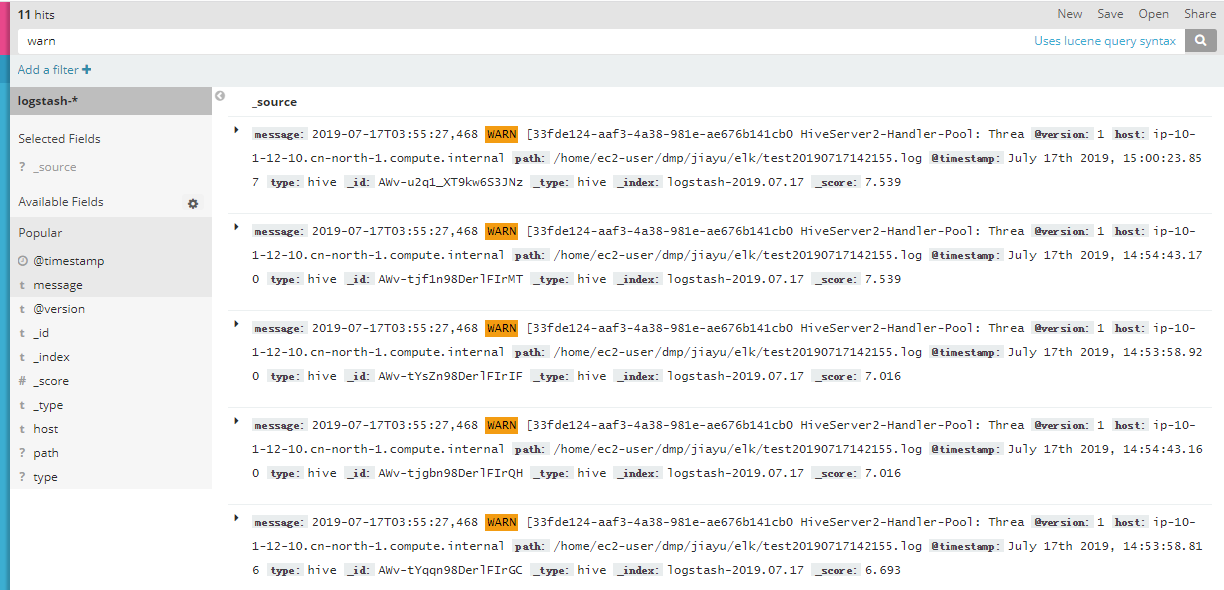 11 hits
New Save Open Share
warn
Uses lucene query syntax
Add a filter +
logstash-*
Selected Fields
? _source
Available Fields
Popular
@timestamp
t message
t @version
t _id
t _index
# _score
t _type
t host
? path
? type
_source
message: 2019-07-17T03:55:27,468 WARN [33fde124-aaf3-4a38-981e-ae676b141cb0 HiveServer2-Handler-Pool: Threa @version: 1 host: ip-10-
1-12-10.cn-north-1.compute.internal path: /home/ec2-user/dmp/jiayu/elk/test20190717142155.log @timestamp: July 17th 2019, 15:00:23.85
7 type: hive _id: AWv-u2q1_XT9kw6S3JNz _type: hive _index: logstash-2019.07.17 _score: 7.539
message: 2019-07-17T03:55:27,468 WARN [33fde124-aaf3-4a38-981e-ae676b141cb0 HiveServer2-Handler-Pool: Threa @version: 1 host: ip-10-
1-12-10.cn-north-1.compute.internal path: /home/ec2-user/dmp/jiayu/elk/test20190717142155.log @timestamp: July 17th 2019, 14:54:43.17
0 type: hive _id: AWv-tjf1n98DerlFIrMT _type: hive _index: logstash-2019.07.17 _score: 7.539
message: 2019-07-17T03:55:27,468 WARN [33fde124-aaf3-4a38-981e-ae676b141cb0 HiveServer2-Handler-Pool: Threa @version: 1 host: ip-10-
1-12-10.cn-north-1.compute.internal path: /home/ec2-user/dmp/jiayu/elk/test20190717142155.log @timestamp: July 17th 2019, 14:53:58.92
0 type: hive _id: AWv-tYsZn98DerlFIrIF _type: hive _index: logstash-2019.07.17 _score: 7.016
message: 2019-07-17T03:55:27,468 WARN [33fde124-aaf3-4a38-981e-ae676b141cb0 HiveServer2-Handler-Pool: Threa @version: 1 host: ip-10-
1-12-10.cn-north-1.compute.internal path: /home/ec2-user/dmp/jiayu/elk/test20190717142155.log @timestamp: July 17th 2019, 14:54:43.16
0 type: hive _id: AWv-tjgbn98DerlFIrQH _type: hive _index: logstash-2019.07.17 _score: 7.016
message: 2019-07-17T03:55:27,468 WARN [33fde124-aaf3-4a38-981e-ae676b141cb0 HiveServer2-Handler-Pool: Threa @version: 1 host: ip-10-
1-12-10.cn-north-1.compute.internal path: /home/ec2-user/dmp/jiayu/elk/test20190717142155.log @timestamp: July 17th 2019, 14:53:58.81
6 type: hive _id: AWv-tYqqn98DerlFIrGC _type: hive _index: logstash-2019.07.17 _score: 6.693